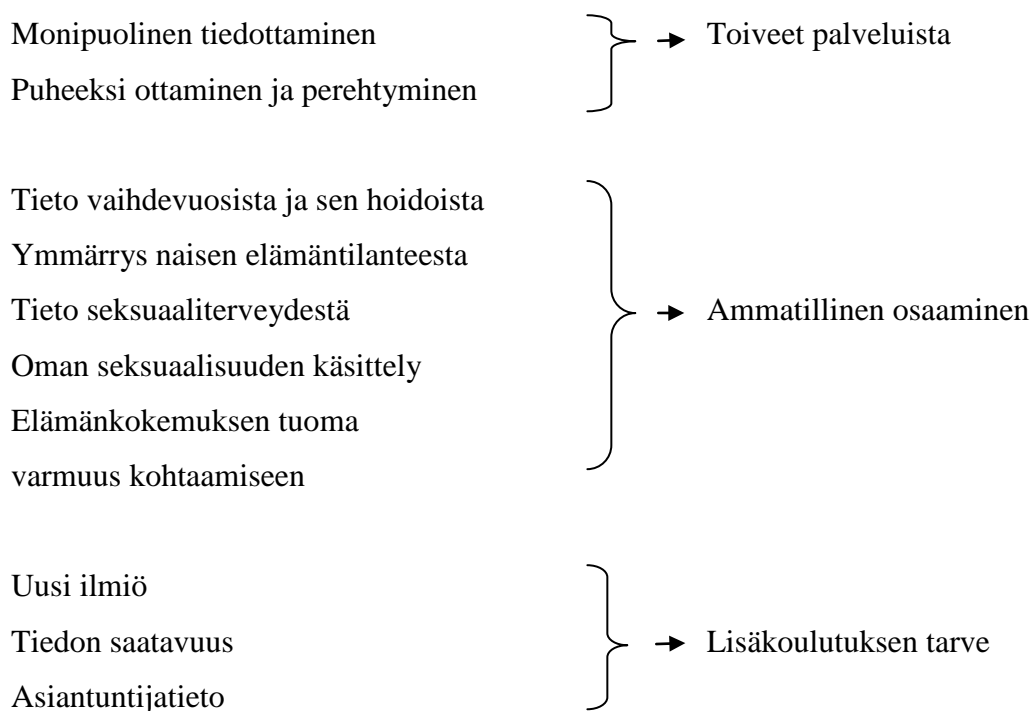 Monipuolinen tiedottaminen
Toiveet palveluista
Puheeksi ottaminen ja perehtyminen
Tieto vaihdevuosista ja sen hoidoista
Ymmärrys naisen elämäntilanteesta
Tieto seksuaaliterveydestä
Ammatillinen osaaminen
Oman seksuaalisuuden käsittely
Elämänkokemuksen tuoma
varmuus kohtaamiseen
Uusi ilmiö
Tiedon saatavuus
Lisäkoulutuksen tarve
Asiantuntijatieto